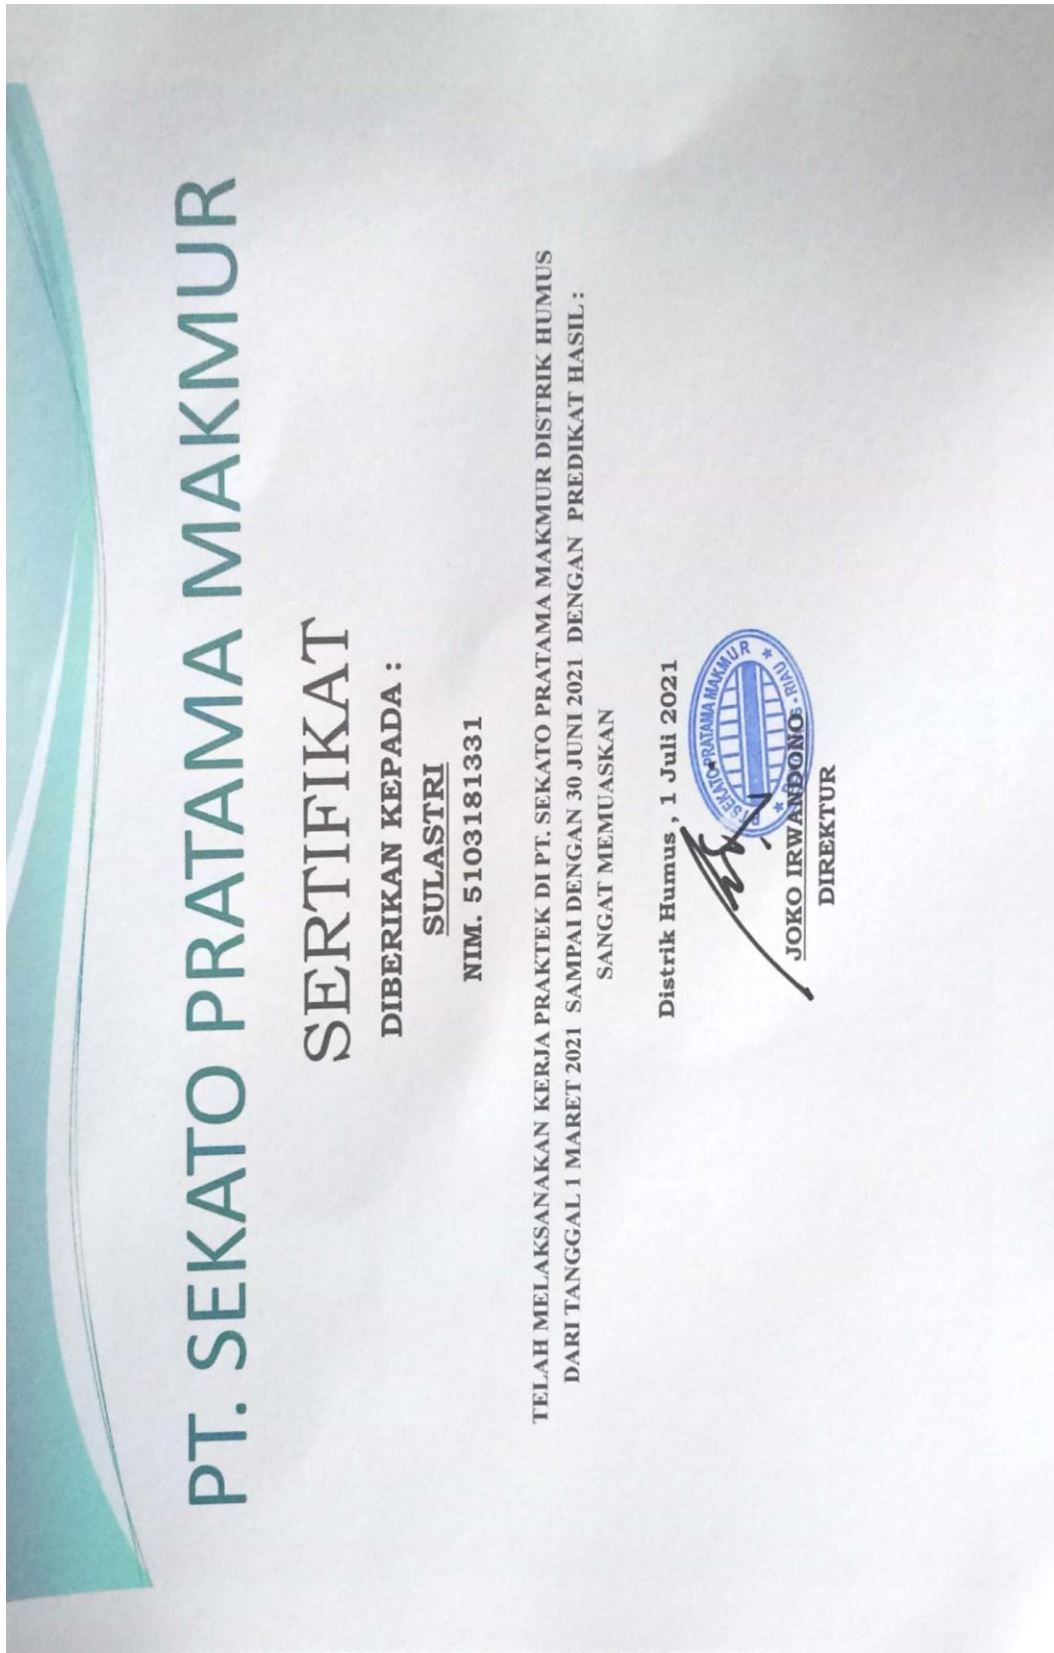 PT. SEKATO PRATAMA MAKMUR
SERTIFIKAT
DIBERIKAN KEPADA :
SULASTRI
NIM. 5103181331
TELAH MELAKSANAKAN KERJA PRAKTEK DI PT. SEKATO PRATAMA MAKMUR DISTRIK HUMUS
DARI TANGGAL 1 MARET 2021 SAMPAI DENGAN 30 JUNI 2021 DENGAN PREDIKAT HASIL :
SANGAT MEMUASKAN
Distrik Humus , 1 Juli 2021
SEKATO PRATAMA MAKMUR
- RIAU
JOKO IRWANDONO
DIREKTUR